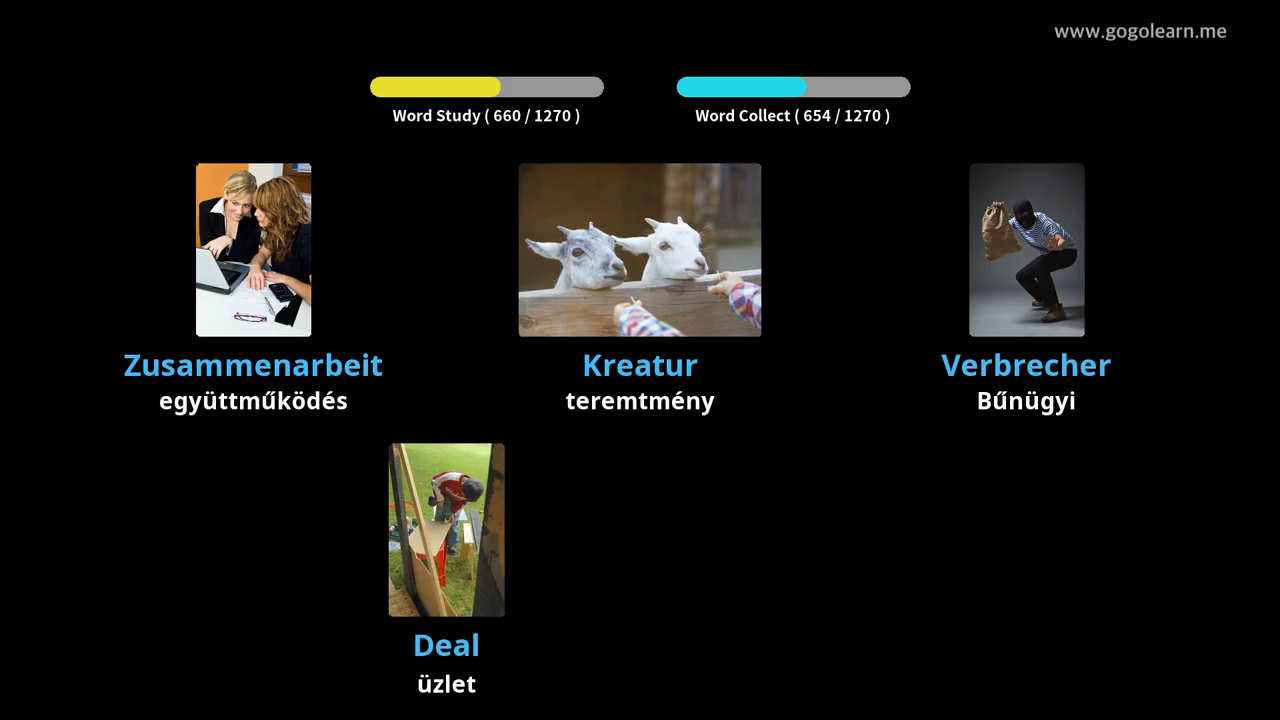 www.gogolearn.me
Word Study ( 660 / 1270 )
Word Collect ( 654 / 1270 )
Zusammenarbeit
együttműködés
Kreatur
teremtmény
Verbrecher
Bűnügyi
Deal
üzlet